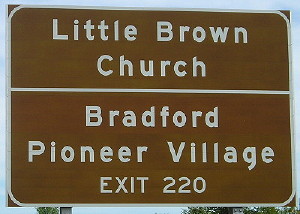 Little Brown
Church
Bradford
Pioneer Village
EXIT 220